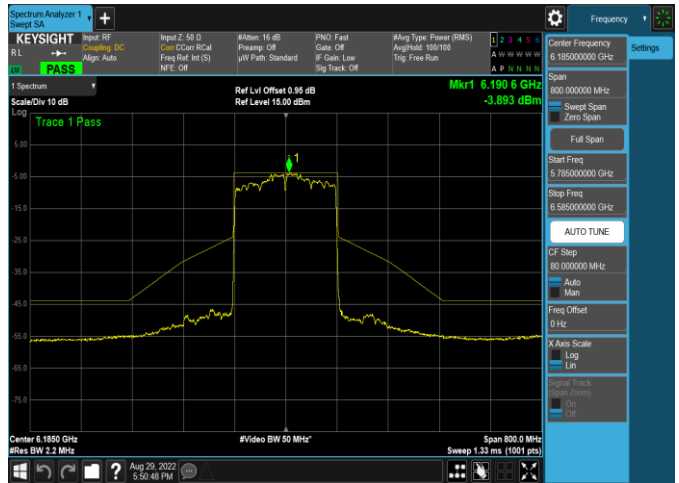 Spectrum Analyzer 1
Swept SA
Frequency
KEYSIGHT
Input: RF
Coupling: DC
Align: Auto
Input Z: 50 Ω
Corr CCorr RCal
Freq Ref: Int (S)
NFE: Off
#Atten: 16 dB
Preamp: Off
µW Path: Standard
PNO: Fast
Gate: Off
IF Gain: Low
Sig Track: Off
#Avg Type: Power (RMS)
Avg|Hold: 100/100
Trig: Free Run
1 2 3 4 5 6
A W W W W W
A P N N N N
RL
PASS
1 Spectrum
Scale/Div 10 dB
Ref Lvl Offset 0.95 dB
Ref Level 15.00 dBm
Mkr1 6.190 6 GHz
-3.893 dBm
Log
Trace 1 Pass
1
5.00
-5.00
-15.0
-25.0
-35.0
-45.0
-55.0
-65.0
-75.0
Center 6.1850 GHz
#Res BW 2.2 MHz
#Video BW 50 MHz*
Span 800.0 MHz
Sweep 1.33 ms (1001 pts)
Aug 29, 2022
5:50:48 PM
Settings
Center Frequency
6.185000000 GHz
Span
800.000000 MHz
Swept Span
Zero Span
Full Span
Start Freq
5.785000000 GHz
Stop Freq
6.585000000 GHz
AUTO TUNE
CF Step
80.000000 MHz
Auto
Man
Freq Offset
0 Hz
X Axis Scale
Log
Lin
Signal Track
(Span Zoom)
On
Off